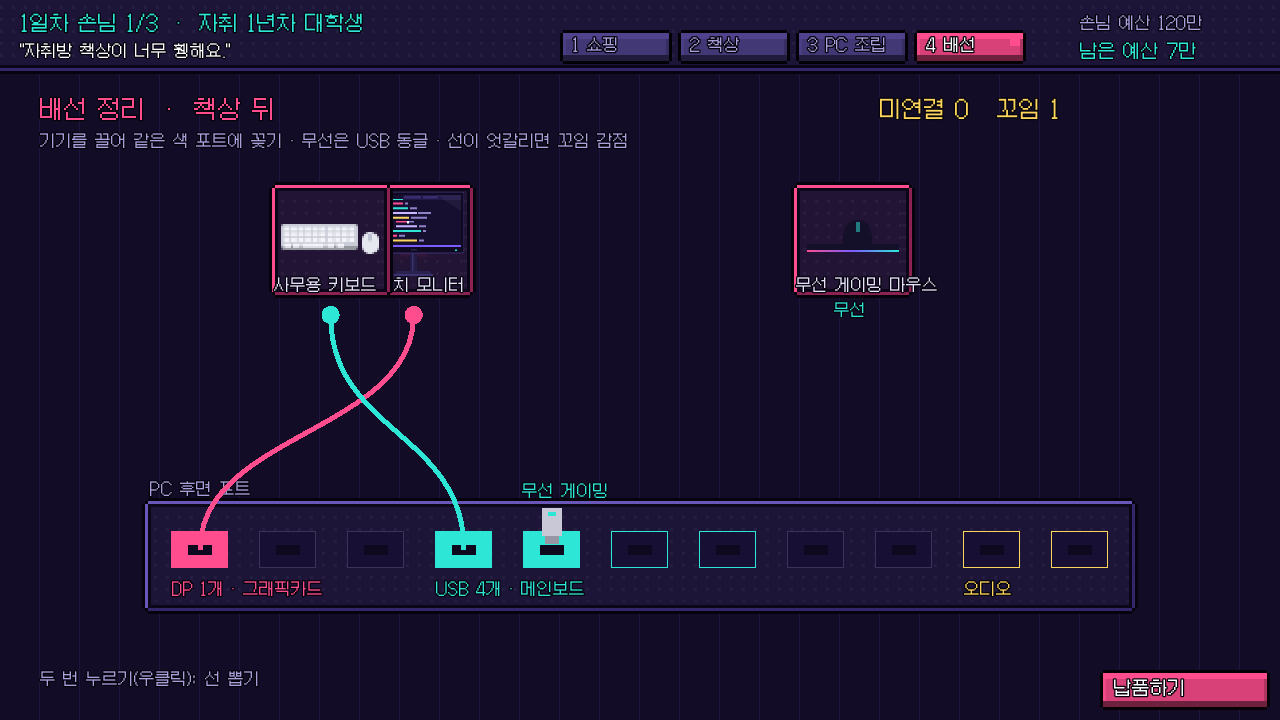 1일차 손님 1/3 · 자취 1년차 대학생
"자취방 책상이 너무 휑해요."
1 쇼핑
2 책상
3 PC 조립
4 배선
손님 예산 120만
남은 예산 7만
배선 정리 · 책상 뒤
미연결 0 꼬임 1
기기를 끌어 같은 색 포트에 꽂기 · 무선은 USB 동글 · 선이 엇갈리면 꼬임 감점
사무용 키보드
치 모니터
무선 게이밍 마우스
무선
PC 후면 포트
무선 게이밍
DP 1개 · 그래픽카드
USB 4개 · 메인보드
오디오
두 번 누르기(우클릭): 선 뽑기
납품하기